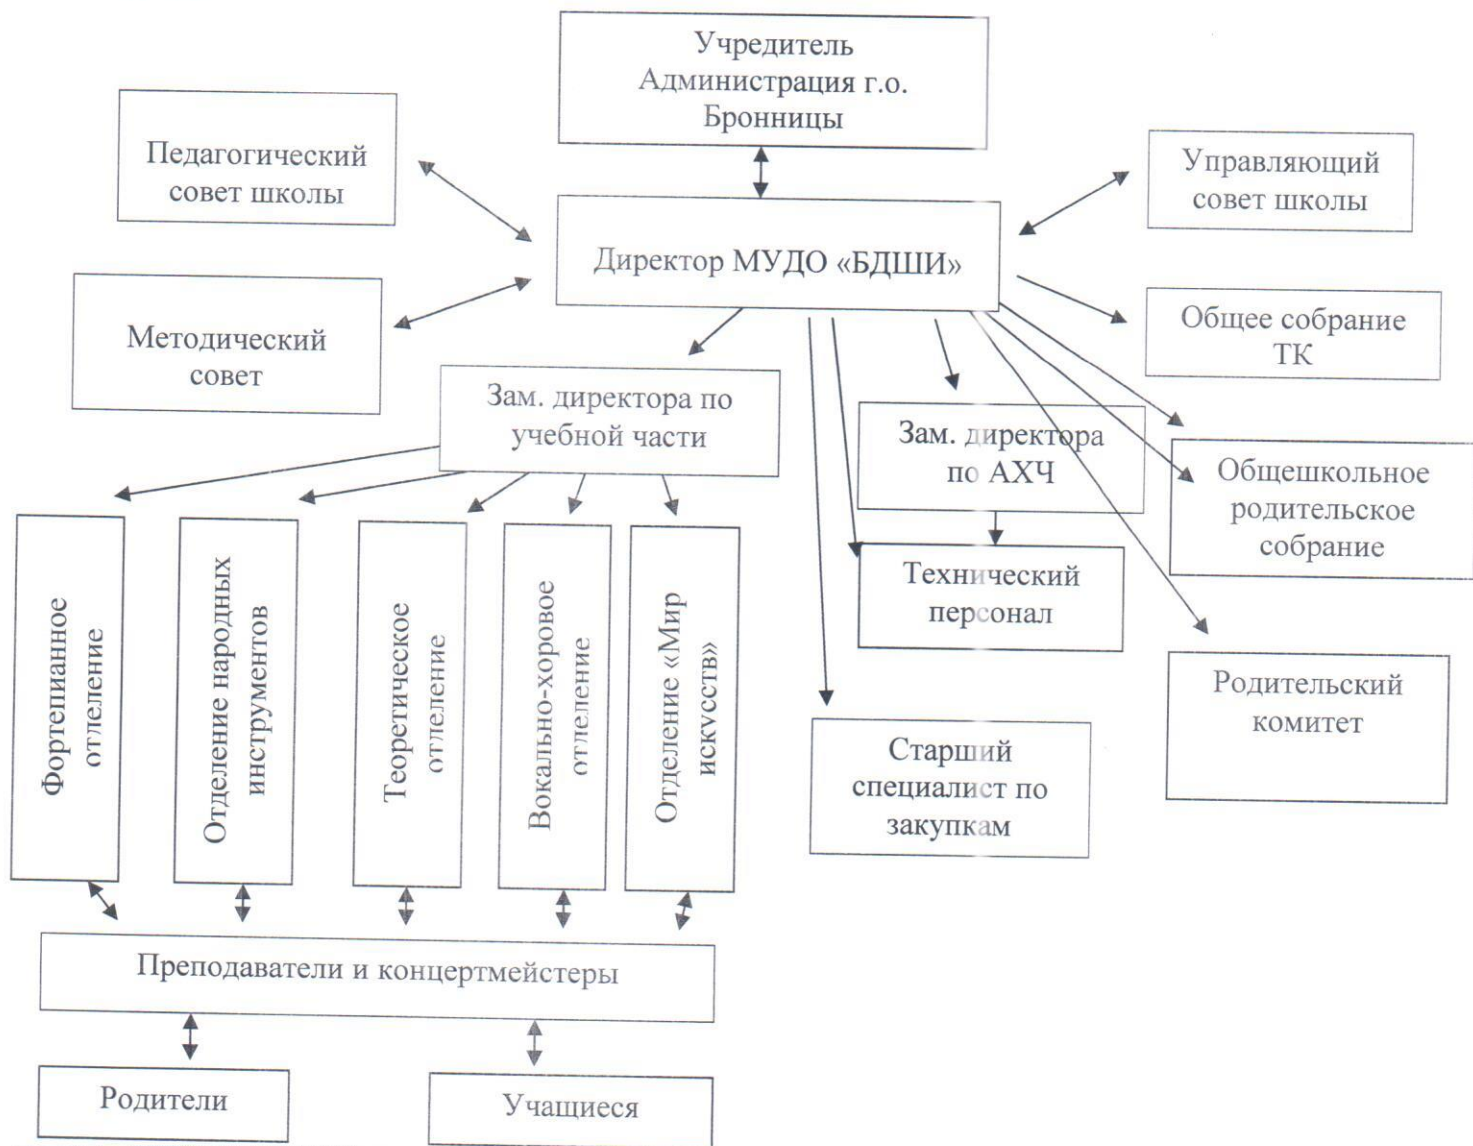 Учредитель
Администрация г.о.
Бронницы
Педагогический
совет школы
Управляющий
совет школы
Директор МУДО «БДШИ»
Методический
совет
Общее собрание
ТК
Зам. директора по
учебной части
Зам. директора
по АХЧ
Общешкольное
родительское
собрание
Технический
персонал
Родительский
комитет
Старший
специалист по
закупкам
Фортепианное
отделение
Отделение народных
инструментов
Теоретическое
отделение
Вокально-хоровое
отделение
Отделение «Мир
искусств»
Преподаватели и концертмейстеры
Родители
Учащиеся